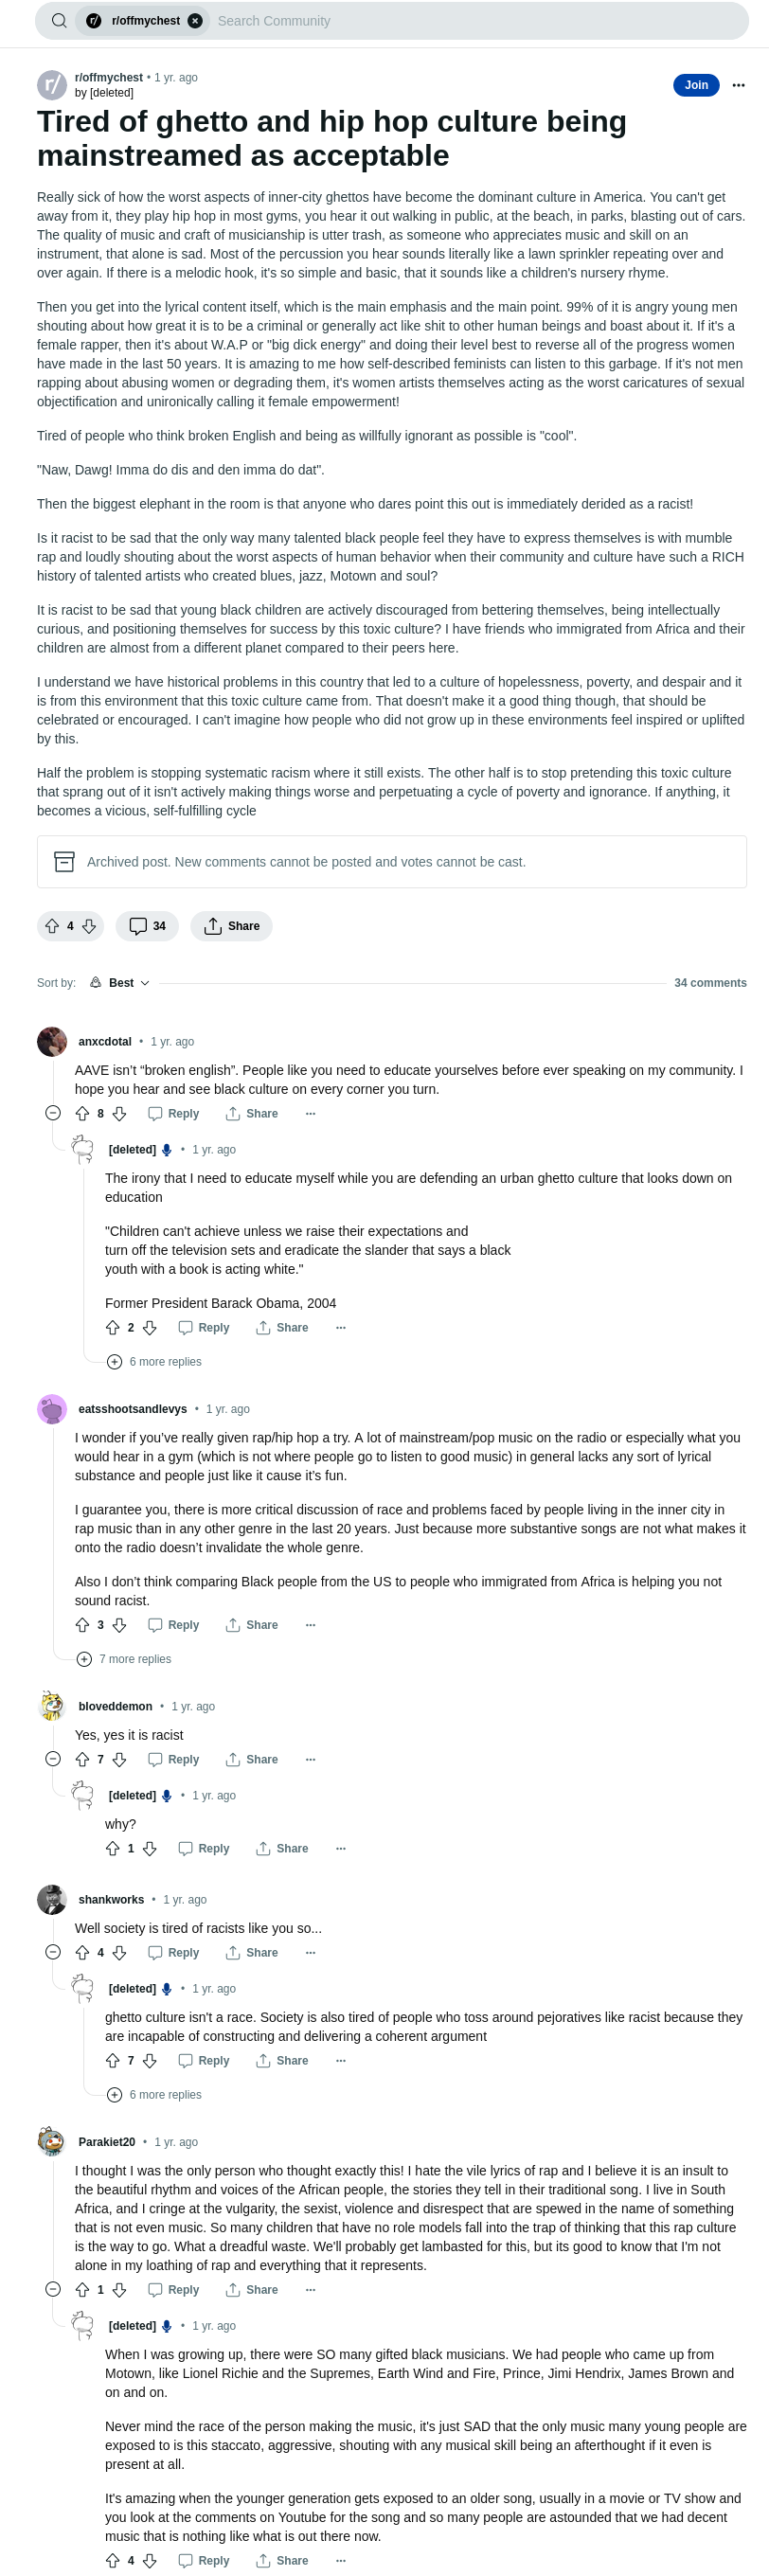 r/offmychest Search Community
r/offmychest • 1 yr. ago
by [deleted]
Join
Tired of ghetto and hip hop culture being
mainstreamed as acceptable
Really sick of how the worst aspects of inner-city ghettos have become the dominant culture in America. You can't get
away from it, they play hip hop in most gyms, you hear it out walking in public, at the beach, in parks, blasting out of cars.
The quality of music and craft of musicianship is utter trash, as someone who appreciates music and skill on an
instrument, that alone is sad. Most of the percussion you hear sounds literally like a lawn sprinkler repeating over and
over again. If there is a melodic hook, it's so simple and basic, that it sounds like a children's nursery rhyme.
Then you get into the lyrical content itself, which is the main emphasis and the main point. 99% of it is angry young men
shouting about how great it is to be a criminal or generally act like shit to other human beings and boast about it. If it's a
female rapper, then it's about W.A.P or "big dick energy" and doing their level best to reverse all of the progress women
have made in the last 50 years. It is amazing to me how self-described feminists can listen to this garbage. If it's not men
rapping about abusing women or degrading them, it's women artists themselves acting as the worst caricatures of sexual
objectification and unironically calling it female empowerment!
Tired of people who think broken English and being as willfully ignorant as possible is "cool".
"Naw, Dawg! Imma do dis and den imma do dat".
Then the biggest elephant in the room is that anyone who dares point this out is immediately derided as a racist!
Is it racist to be sad that the only way many talented black people feel they have to express themselves is with mumble
rap and loudly shouting about the worst aspects of human behavior when their community and culture have such a RICH
history of talented artists who created blues, jazz, Motown and soul?
It is racist to be sad that young black children are actively discouraged from bettering themselves, being intellectually
curious, and positioning themselves for success by this toxic culture? I have friends who immigrated from Africa and their
children are almost from a different planet compared to their peers here.
I understand we have historical problems in this country that led to a culture of hopelessness, poverty, and despair and it
is from this environment that this toxic culture came from. That doesn't make it a good thing though, that should be
celebrated or encouraged. I can't imagine how people who did not grow up in these environments feel inspired or uplifted
by this.
Half the problem is stopping systematic racism where it still exists. The other half is to stop pretending this toxic culture
that sprang out of it isn't actively making things worse and perpetuating a cycle of poverty and ignorance. If anything, it
becomes a vicious, self-fulfilling cycle
Archived post. New comments cannot be posted and votes cannot be cast.
4 34 Share
Sort by: Best 34 comments
anxcdotal • 1 yr. ago
AAVE isn’t “broken english”. People like you need to educate yourselves before ever speaking on my community. I
hope you hear and see black culture on every corner you turn.
8 Reply Share
[deleted] • 1 yr. ago
The irony that I need to educate myself while you are defending an urban ghetto culture that looks down on
education
"Children can't achieve unless we raise their expectations and
turn off the television sets and eradicate the slander that says a black
youth with a book is acting white."
Former President Barack Obama, 2004
2 Reply Share
6 more replies
eatsshootsandlevys • 1 yr. ago
I wonder if you’ve really given rap/hip hop a try. A lot of mainstream/pop music on the radio or especially what you
would hear in a gym (which is not where people go to listen to good music) in general lacks any sort of lyrical
substance and people just like it cause it’s fun.
I guarantee you, there is more critical discussion of race and problems faced by people living in the inner city in
rap music than in any other genre in the last 20 years. Just because more substantive songs are not what makes it
onto the radio doesn’t invalidate the whole genre.
Also I don’t think comparing Black people from the US to people who immigrated from Africa is helping you not
sound racist.
3 Reply Share
7 more replies
bloveddemon • 1 yr. ago
Yes, yes it is racist
7 Reply Share
[deleted] • 1 yr. ago
why?
1 Reply Share
shankworks • 1 yr. ago
Well society is tired of racists like you so...
4 Reply Share
[deleted] • 1 yr. ago
ghetto culture isn't a race. Society is also tired of people who toss around pejoratives like racist because they
are incapable of constructing and delivering a coherent argument
7 Reply Share
6 more replies
Parakiet20 • 1 yr. ago
I thought I was the only person who thought exactly this! I hate the vile lyrics of rap and I believe it is an insult to
the beautiful rhythm and voices of the African people, the stories they tell in their traditional song. I live in South
Africa, and I cringe at the vulgarity, the sexist, violence and disrespect that are spewed in the name of something
that is not even music. So many children that have no role models fall into the trap of thinking that this rap culture
is the way to go. What a dreadful waste. We'll probably get lambasted for this, but its good to know that I'm not
alone in my loathing of rap and everything that it represents.
1 Reply Share
[deleted] • 1 yr. ago
When I was growing up, there were SO many gifted black musicians. We had people who came up from
Motown, like Lionel Richie and the Supremes, Earth Wind and Fire, Prince, Jimi Hendrix, James Brown and
on and on.
Never mind the race of the person making the music, it's just SAD that the only music many young people are
exposed to is this staccato, aggressive, shouting with any musical skill being an afterthought if it even is
present at all.
It's amazing when the younger generation gets exposed to an older song, usually in a movie or TV show and
you look at the comments on Youtube for the song and so many people are astounded that we had decent
music that is nothing like what is out there now.
4 Reply Share